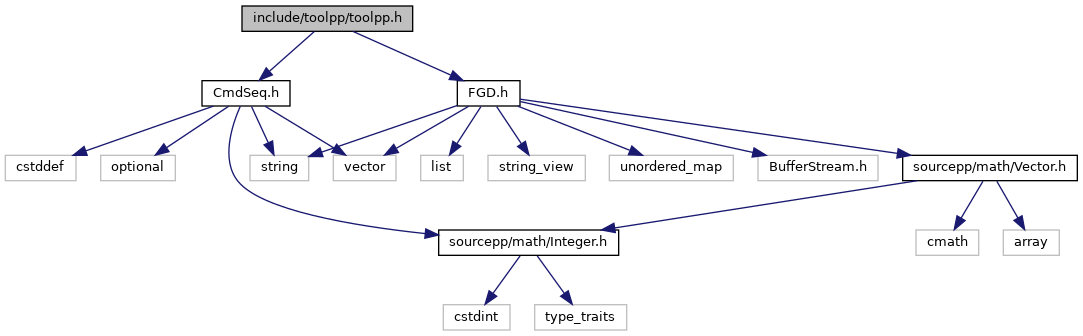 include/toolpp/toolpp.h
CmdSeq.h
FGD.h
cstddef
optional
string
vector
list
string_view
unordered_map
BufferStream.h
sourcepp/math/Vector.h
sourcepp/math/Integer.h
cmath
array
cstdint
type_traits